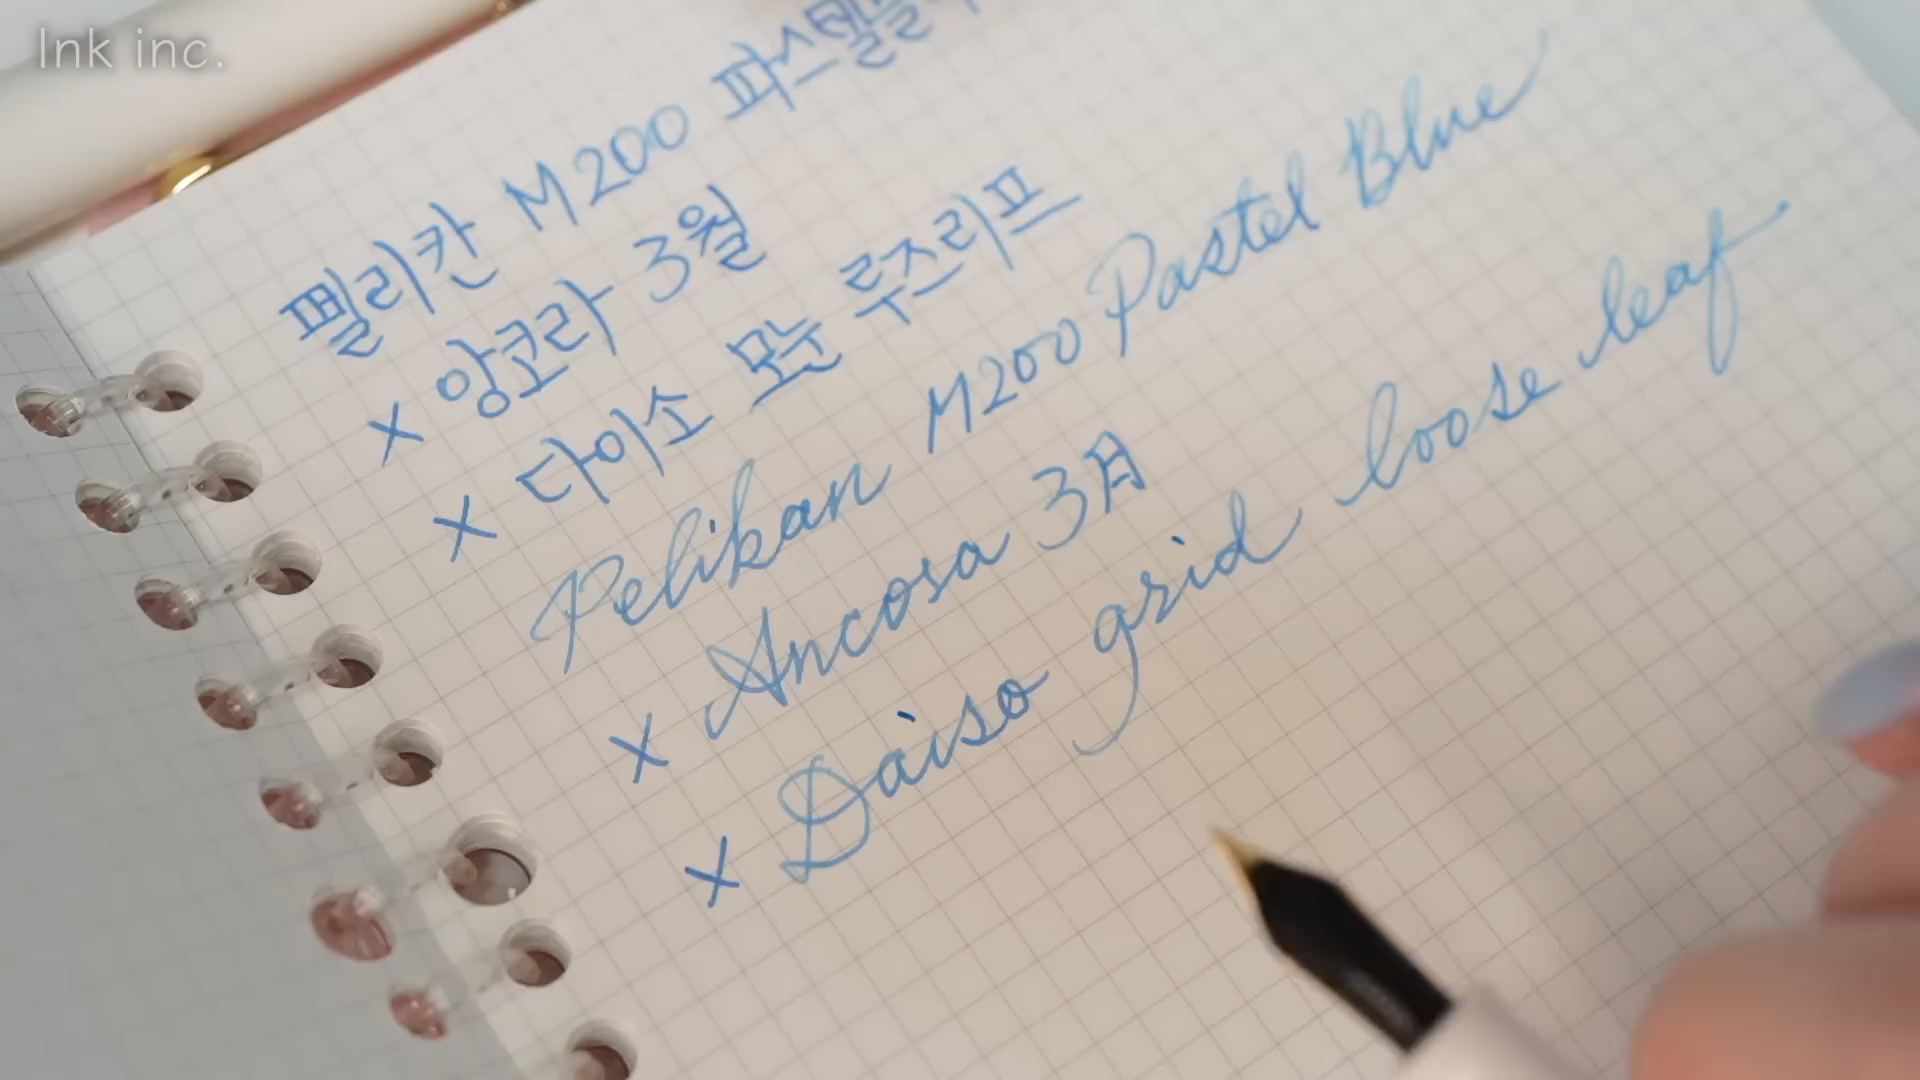 Ink inc.
펠리칸 M200 파스텔블
× 앙코라 3월
× 다이소 모눈 루즈리프
Pelikan M200 Pastel Blue
× Ancora 3月
× Daiso grid loose leaf